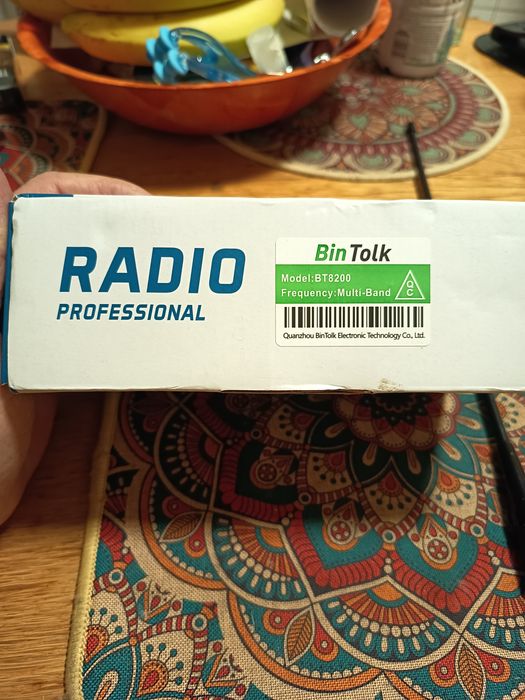 RADIO
PROFESSIONAL
BinTolk
Model:BT8200
Frequency:Multi-Band
QC
Quanzhou BinTolk Electronic Technology Co., Ltd.